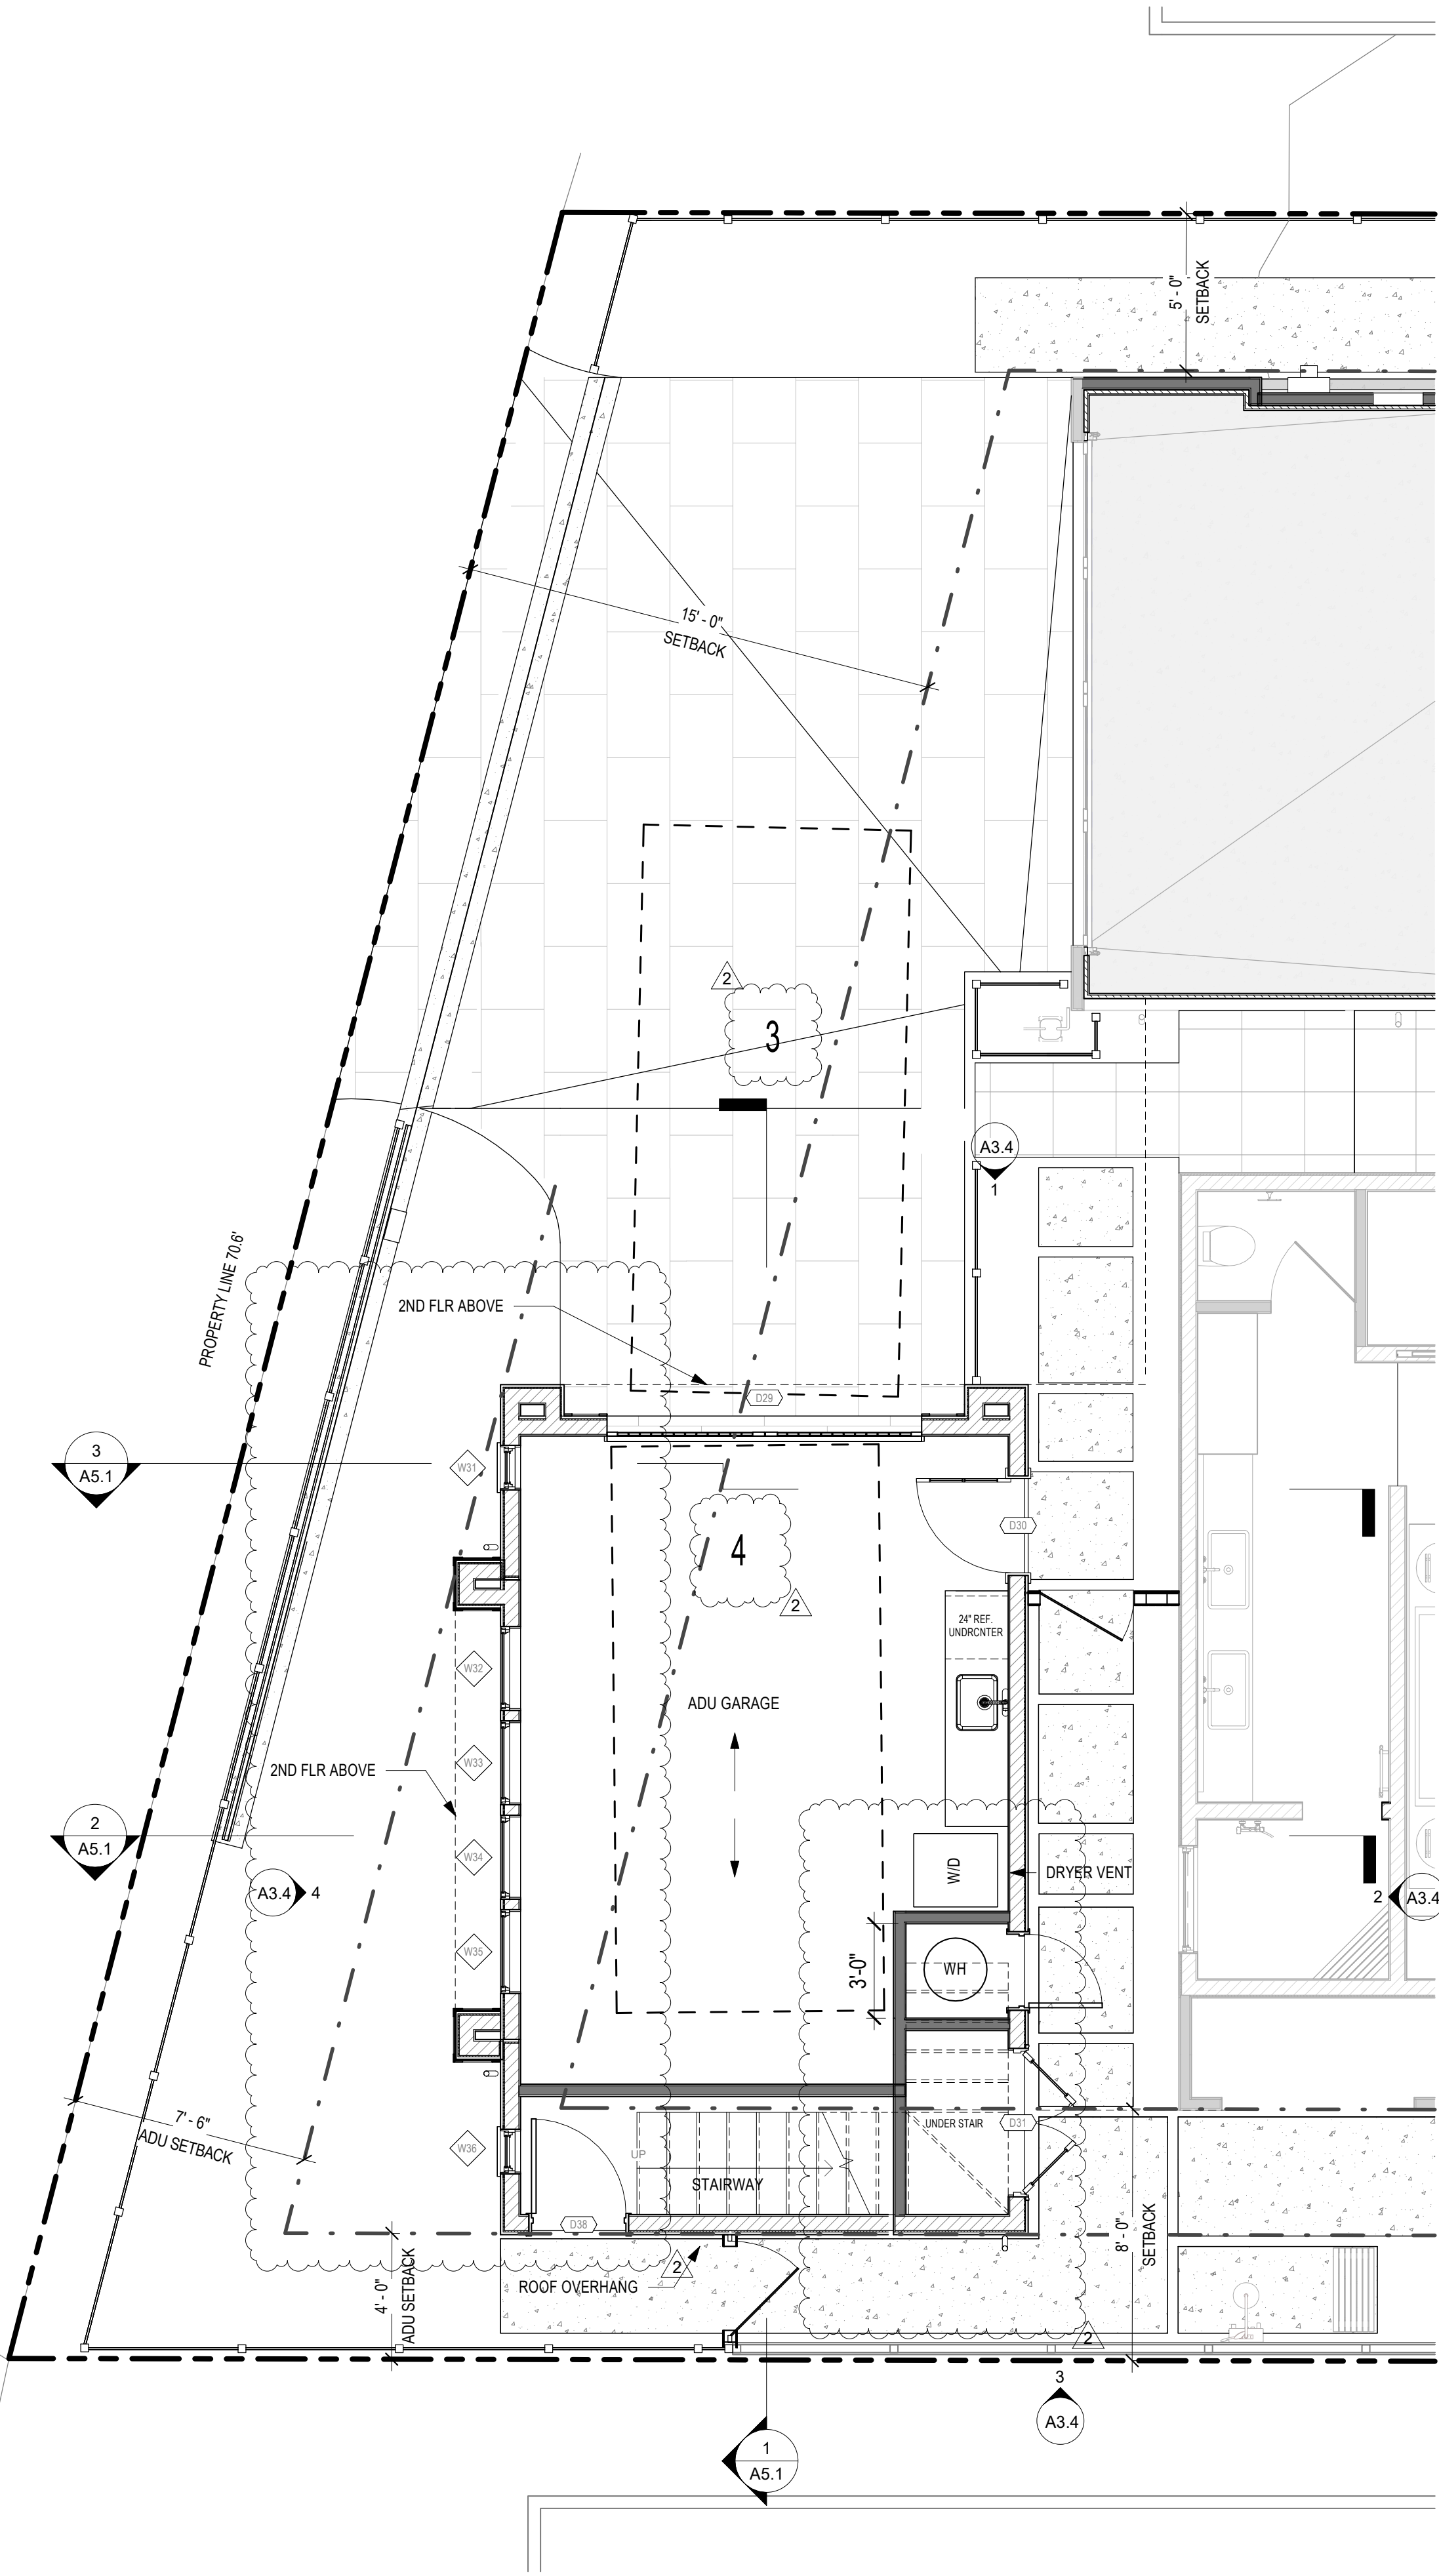 5' - 0"
SETBACK
15' - 0"
SETBACK
2
3
A3.4
1
PROPERTY LINE 70.6'
2ND FLR ABOVE
D29
3
A5.1
W31
4
D30
2
24" REF.
UNDRCNTER
W32
ADU GARAGE
W33
2ND FLR ABOVE
2
A5.1
W34
W/D
DRYER VENT
A3.4
4
2
A3.4
W35
3'-0"
WH
7' - 6"
ADU SETBACK
W36
UP
STAIRWAY
UNDER STAIR
D31
D38
8' - 0"
SETBACK
4' - 0"
ADU SETBACK
ROOF OVERHANG
2
2
3
A3.4
1
A5.1